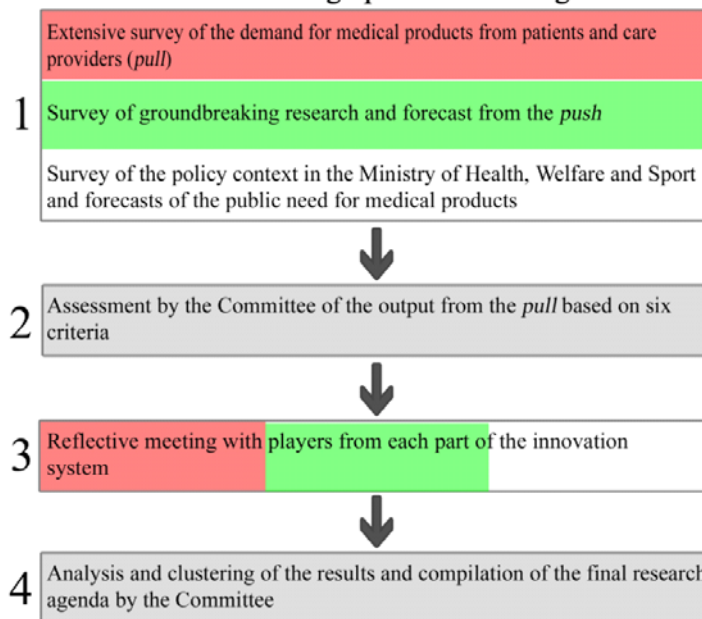 Extensive survey of the demand for medical products from patients and care
providers (pull)
1
Survey of groundbreaking research and forecast from the push
Survey of the policy context in the Ministry of Health, Welfare and Sport
and forecasts of the public need for medical products
2
Assessment by the Committee of the output from the pull based on six
criteria
3
Reflective meeting with players from each part of the innovation
system
4
Analysis and clustering of the results and compilation of the final research
agenda by the Committee